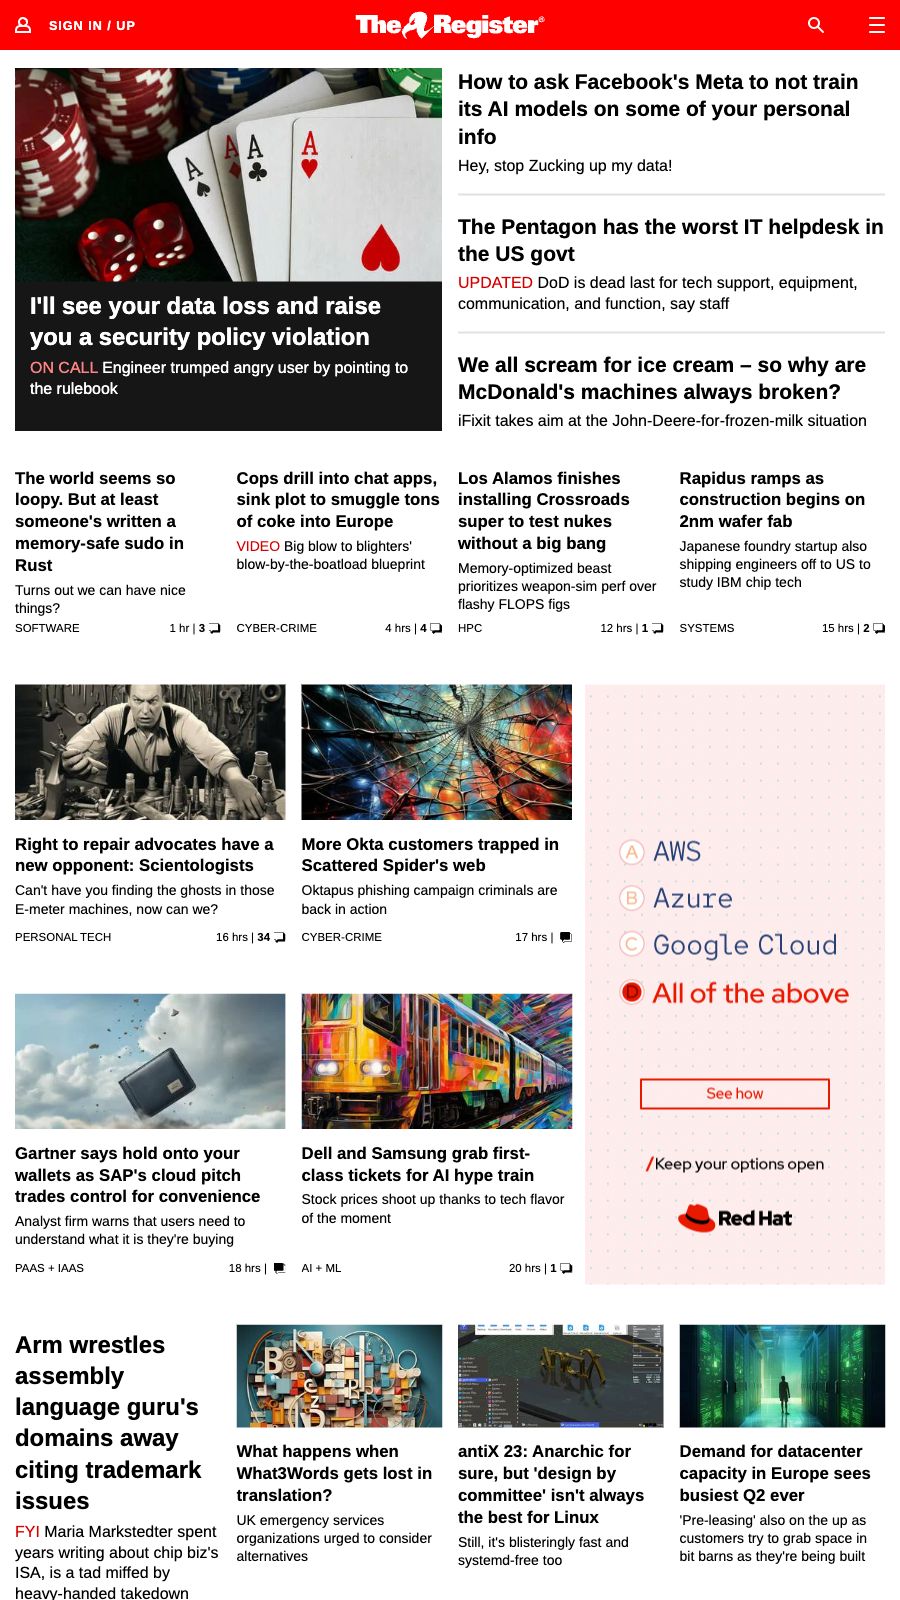 SIGN IN / UP
The Register®
I'll see your data loss and raise
you a security policy violation
ON CALL Engineer trumped angry user by pointing to
the rulebook
How to ask Facebook's Meta to not train
its AI models on some of your personal
info
Hey, stop Zucking up my data!
The Pentagon has the worst IT helpdesk in
the US govt
UPDATED DoD is dead last for tech support, equipment,
communication, and function, say staff
We all scream for ice cream – so why are
McDonald's machines always broken?
iFixit takes aim at the John-Deere-for-frozen-milk situation
The world seems so
loopy. But at least
someone's written a
memory-safe sudo in
Rust
Turns out we can have nice
things?
SOFTWARE 1 hr | 3
Cops drill into chat apps,
sink plot to smuggle tons
of coke into Europe
VIDEO Big blow to blighters'
blow-by-the-boatload blueprint
CYBER-CRIME 4 hrs | 4
Los Alamos finishes
installing Crossroads
super to test nukes
without a big bang
Memory-optimized beast
prioritizes weapon-sim perf over
flashy FLOPS figs
HPC 12 hrs | 1
Rapidus ramps as
construction begins on
2nm wafer fab
Japanese foundry startup also
shipping engineers off to US to
study IBM chip tech
SYSTEMS 15 hrs | 2
Right to repair advocates have a
new opponent: Scientologists
Can't have you finding the ghosts in those
E-meter machines, now can we?
PERSONAL TECH 16 hrs | 34
More Okta customers trapped in
Scattered Spider's web
Oktapus phishing campaign criminals are
back in action
CYBER-CRIME 17 hrs |
A AWS
B Azure
C Google Cloud
D All of the above
See how
/Keep your options open
Red Hat
Gartner says hold onto your
wallets as SAP's cloud pitch
trades control for convenience
Analyst firm warns that users need to
understand what it is they're buying
PAAS + IAAS 18 hrs |
Dell and Samsung grab first-
class tickets for AI hype train
Stock prices shoot up thanks to tech flavor
of the moment
AI + ML 20 hrs | 1
Arm wrestles
assembly
language guru's
domains away
citing trademark
issues
FYI Maria Markstedter spent
years writing about chip biz's
ISA, is a tad miffed by
heavy-handed takedown
What happens when
What3Words gets lost in
translation?
UK emergency services
organizations urged to consider
alternatives
antiX 23: Anarchic for
sure, but 'design by
committee' isn't always
the best for Linux
Still, it's blisteringly fast and
systemd-free too
Demand for datacenter
capacity in Europe sees
busiest Q2 ever
'Pre-leasing' also on the up as
customers try to grab space in
bit barns as they're being built